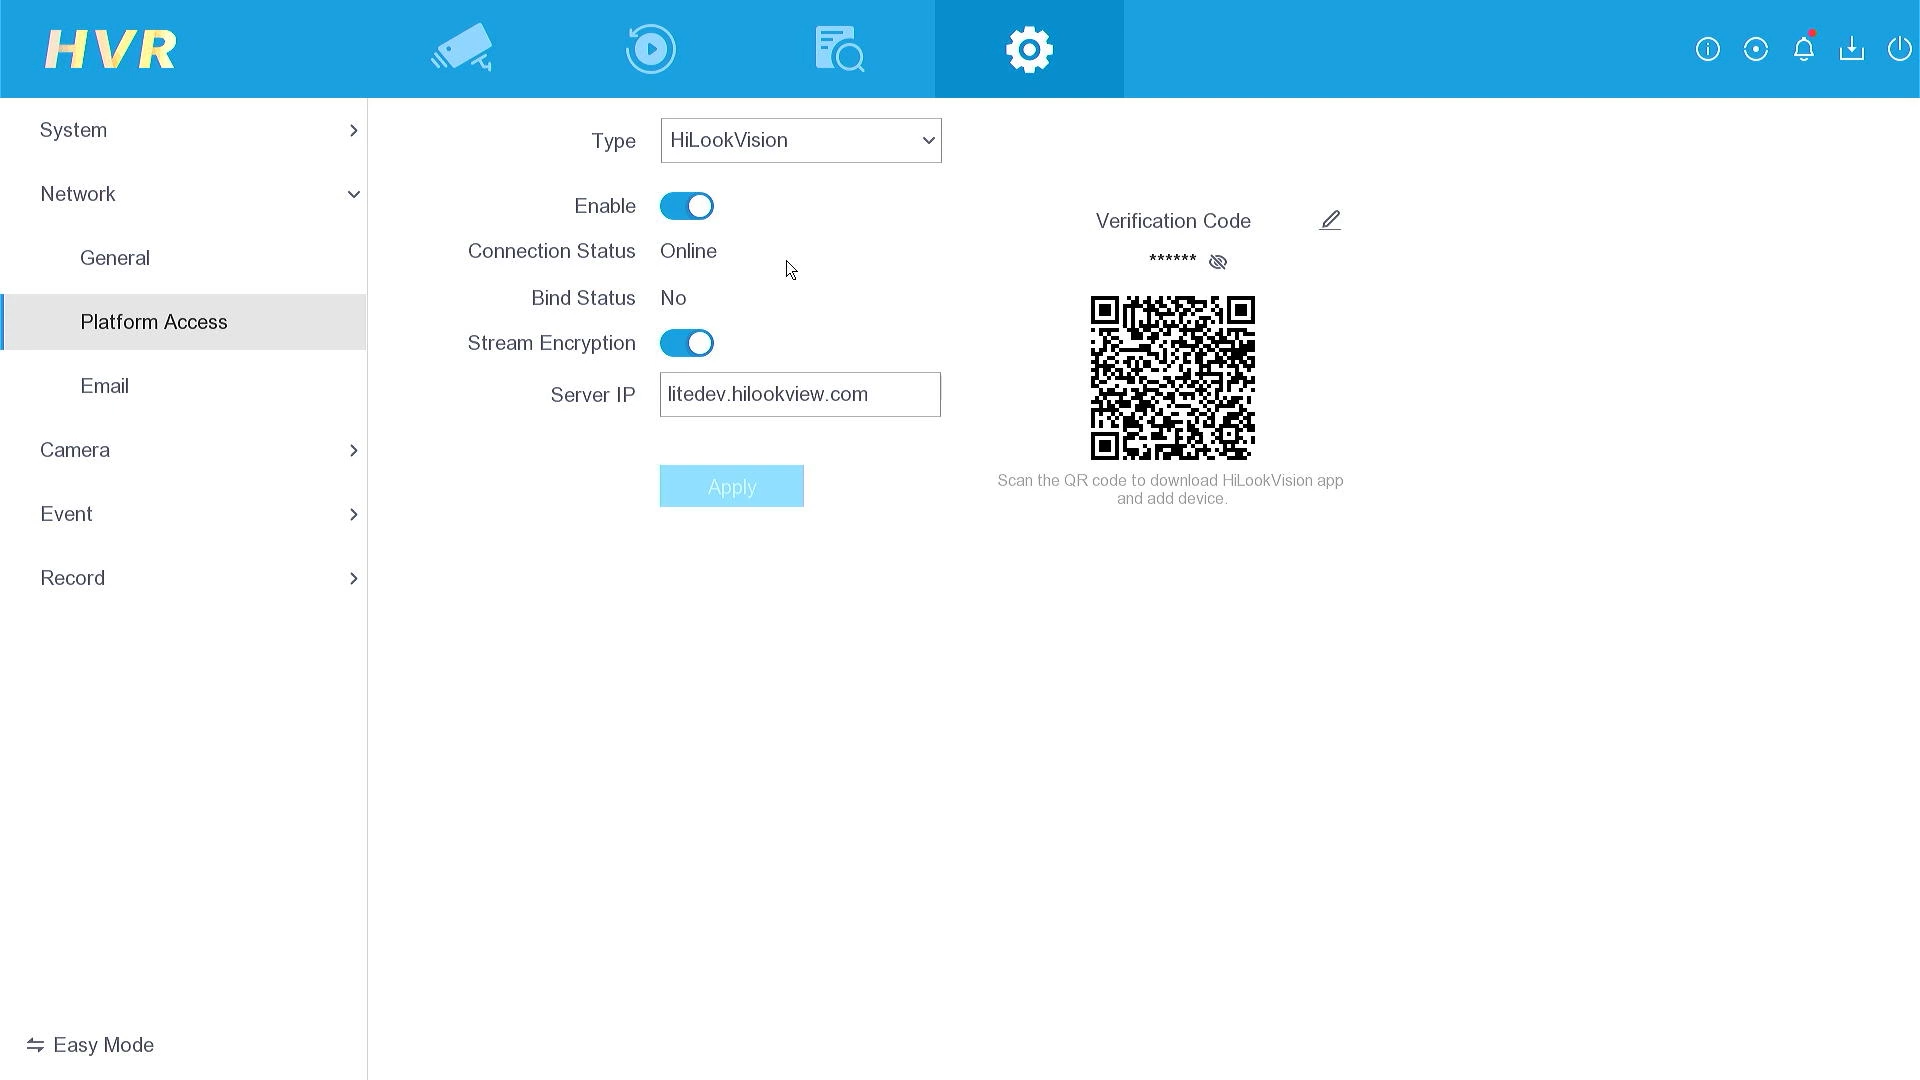 HVR
System
Network
General
Platform Access
Email
Camera
Event
Record
Easy Mode
Type HiLookVision
Enable
Connection Status Online
Bind Status No
Stream Encryption
Server IP litedev.hilookview.com
Apply
Verification Code
******
Scan the QR code to download HiLookVision app
and add device.